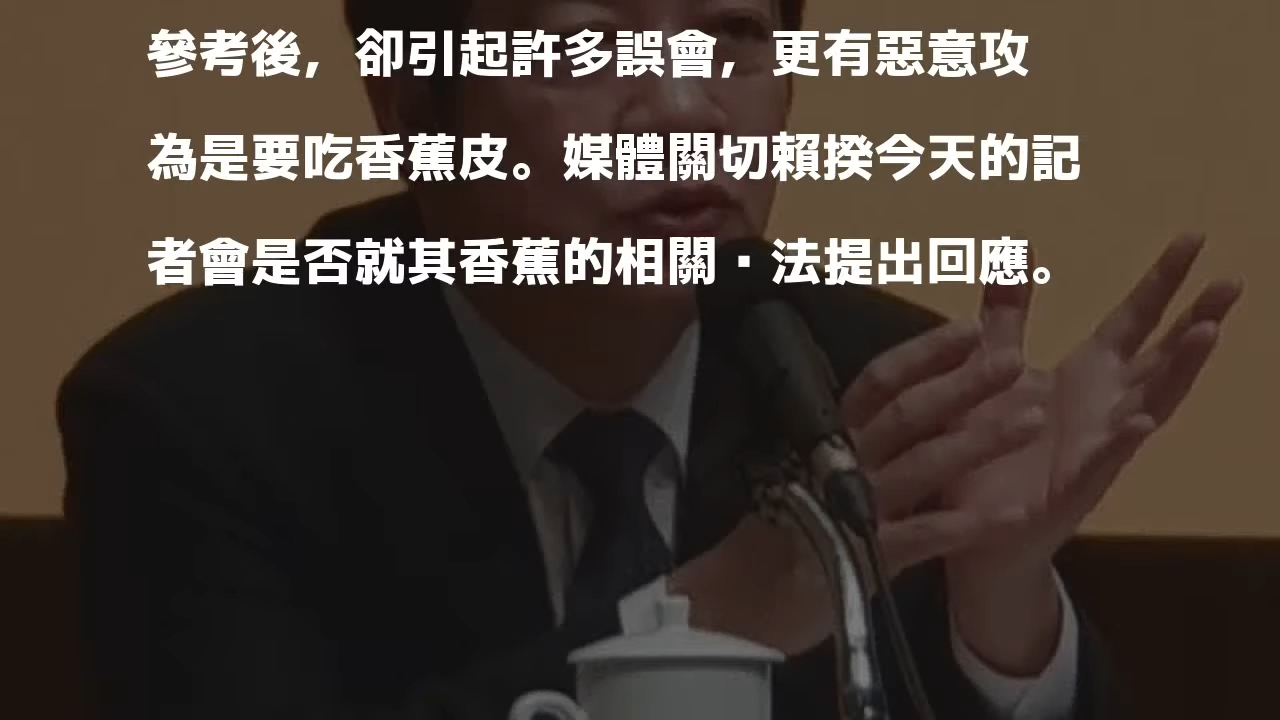 參考後，卻引起許多誤會，更有惡意攻
為是要吃香蕉皮。媒體關切賴揆今天的記
者會是否就其香蕉的相關▪法提出回應。